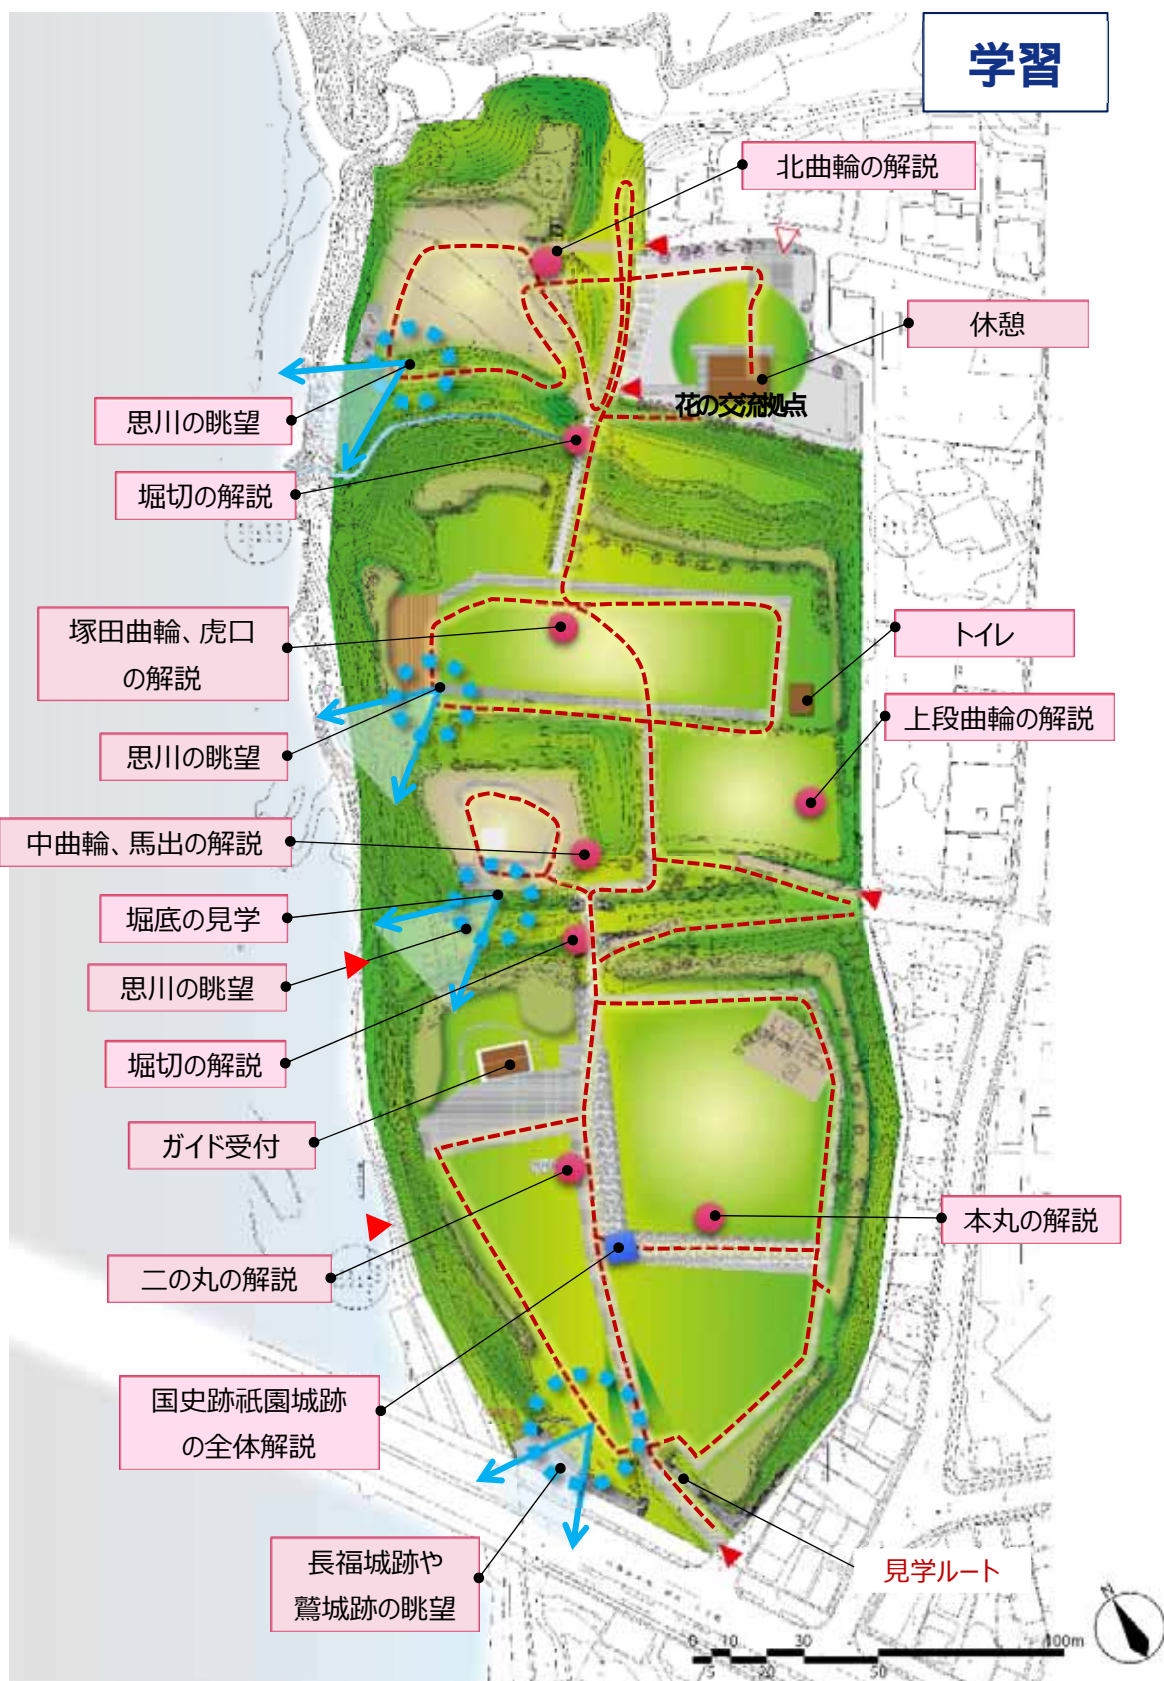 学習
北曲輪の解説
休憩
花の交流拠点
思川の眺望
堀切の解説
塚田曲輪、虎口
の解説
トイレ
上段曲輪の解説
思川の眺望
中曲輪、馬出の解説
堀底の見学
思川の眺望
堀切の解説
ガイド受付
本丸の解説
二の丸の解説
国史跡祇園城跡
の全体解説
長福城跡や
鷲城跡の眺望
見学ルート
N
0 10 30 100m
5 20 50